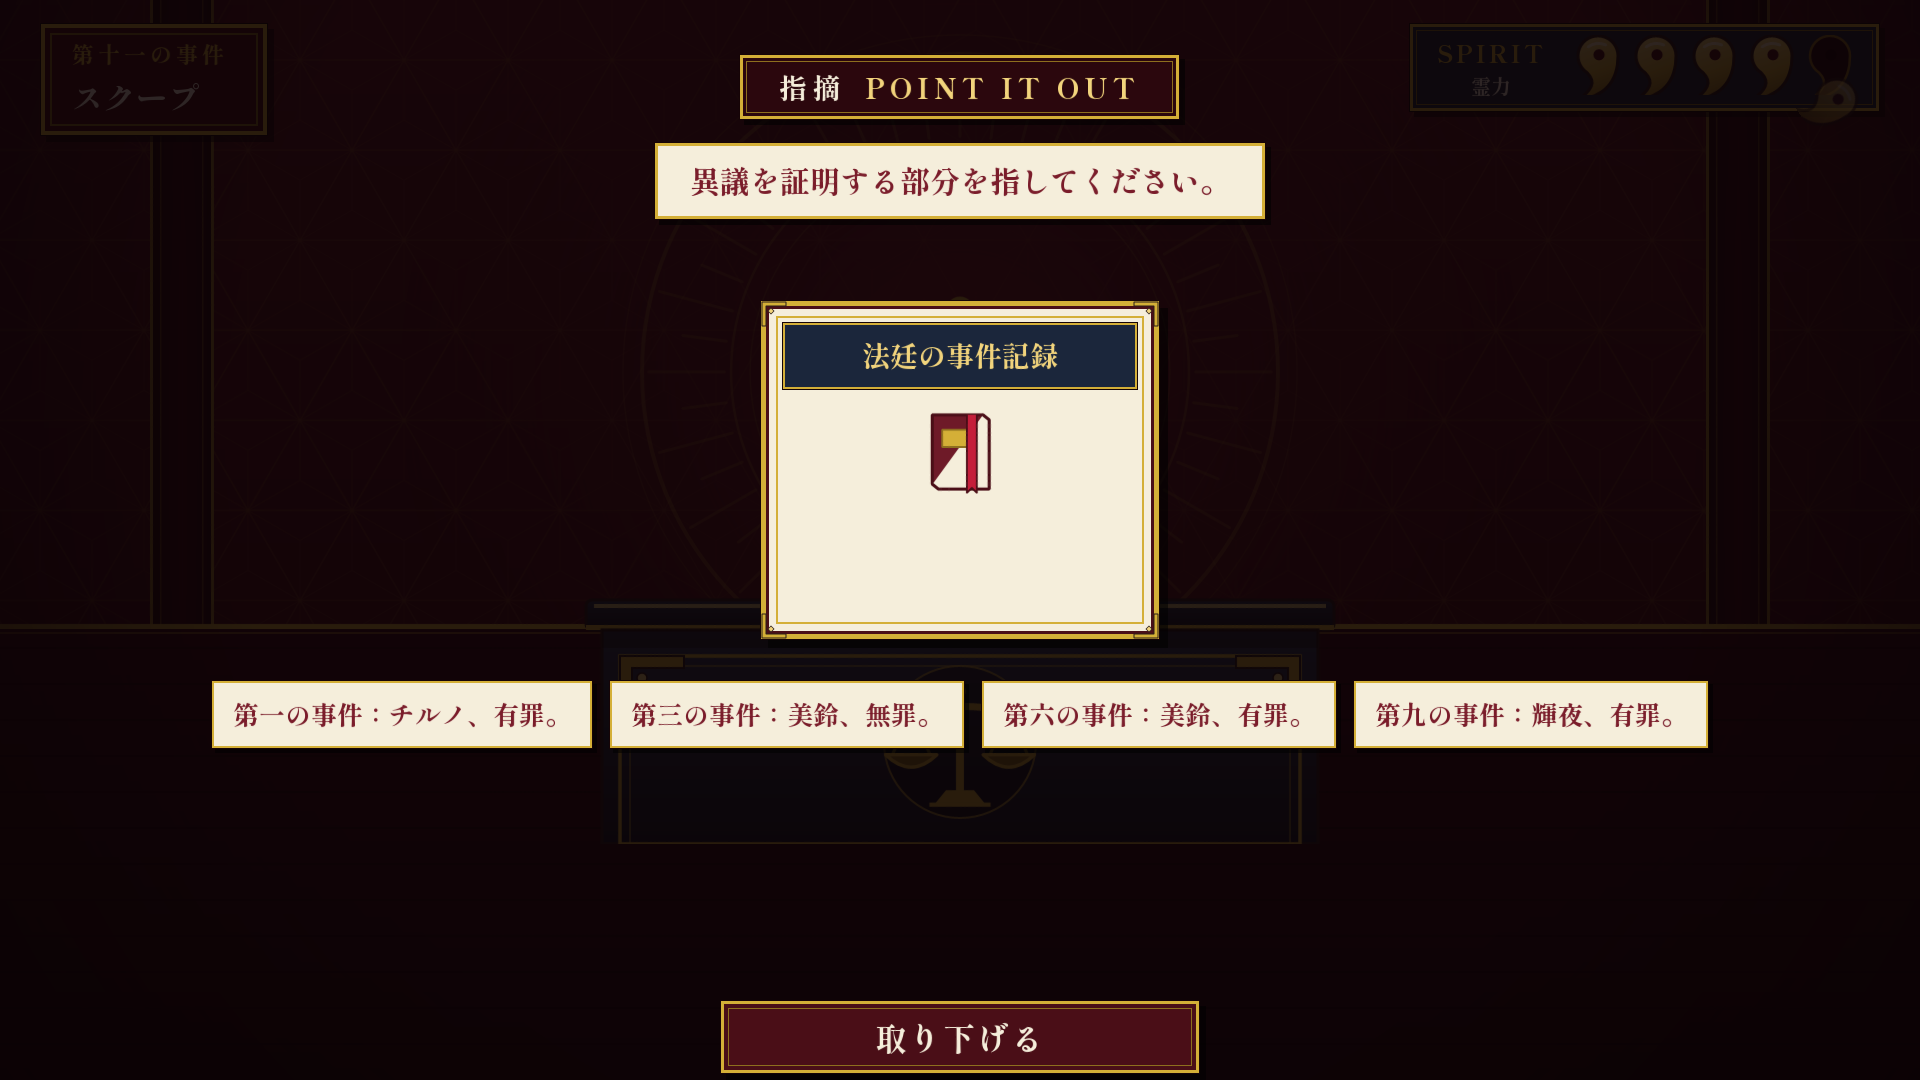 第十一の事件
スクープ
SPIRIT
霊力
指摘 POINT IT OUT
異議を証明する部分を指してください。
法廷の事件記録
第一の事件：チルノ、有罪。
第三の事件：美鈴、無罪。
第六の事件：美鈴、有罪。
第九の事件：輝夜、有罪。
取り下げる